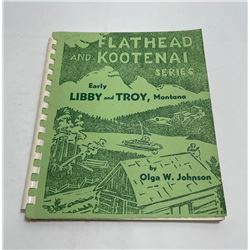 FLATHEAD
AND KOOTENAI
SERIES
Early
LIBBY and TROY, Montana
by
Olga W. Johnson